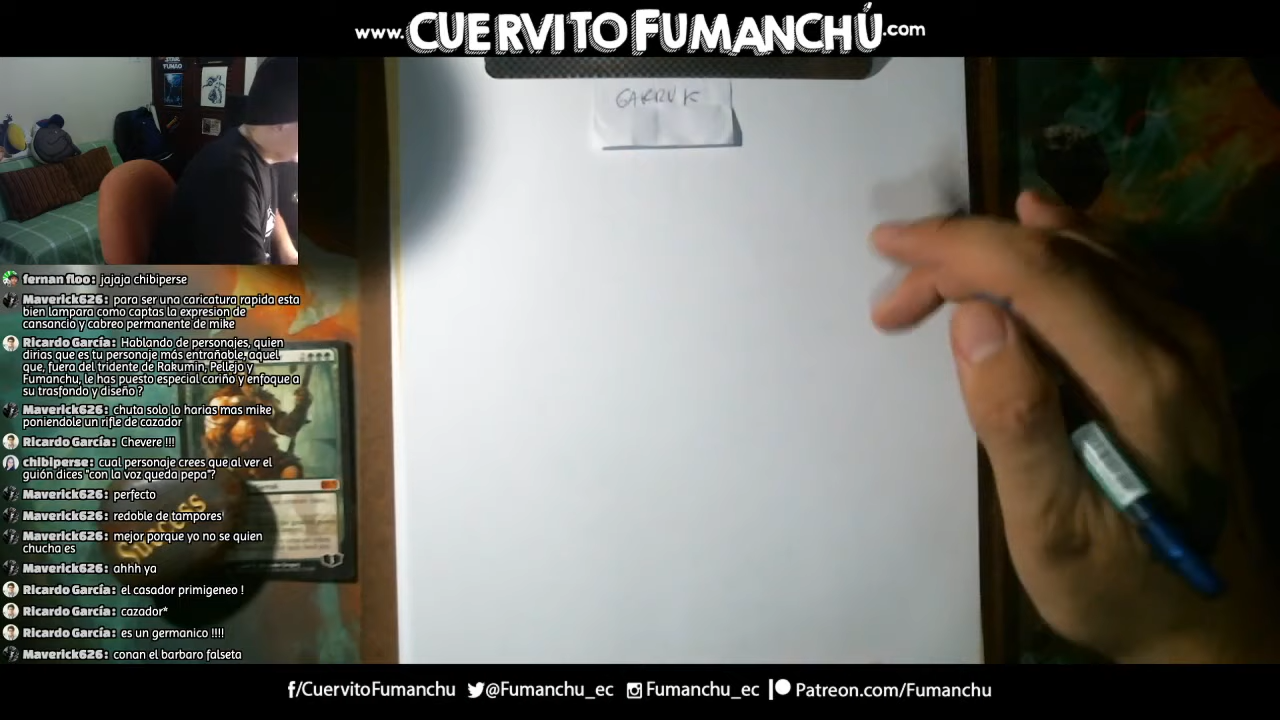 www.CUERVITO FUMANCHÚ.com
GARRUK
STAR
FUMAO
fernan floo: jajaja chibiperse
Maverick626: para ser una caricatura rapida esta
bien lampara como captas la expresion de
cansancio y cabreo permanente de mike
Ricardo García: Hablando de personajes, quien
dirias que es tu personaje más entrañable, aquel
que, fuera del tridente de Rakumin, Pellejo y
Fumanchu, le has puesto especial cariño y enfoque a
su trasfondo y diseño ?
Maverick626: chuta solo lo harias mas mike
poniendole un rifle de cazador
Ricardo García: Chevere !!!
chibiperse: cual personaje crees que al ver el
guión dices "con la voz queda pepa"?
Maverick626: perfecto
Maverick626: redoble de tampores
Maverick626: mejor porque yo no se quien
chucha es
Maverick626: ahhh ya
Ricardo García: el casador primigeneo !
Ricardo García: cazador*
Ricardo García: es un germanico !!!!
Maverick626: conan el barbaro falseta
Success
f/CuervitoFumanchu @Fumanchu_ec Fumanchu_ec Patreon.com/Fumanchu